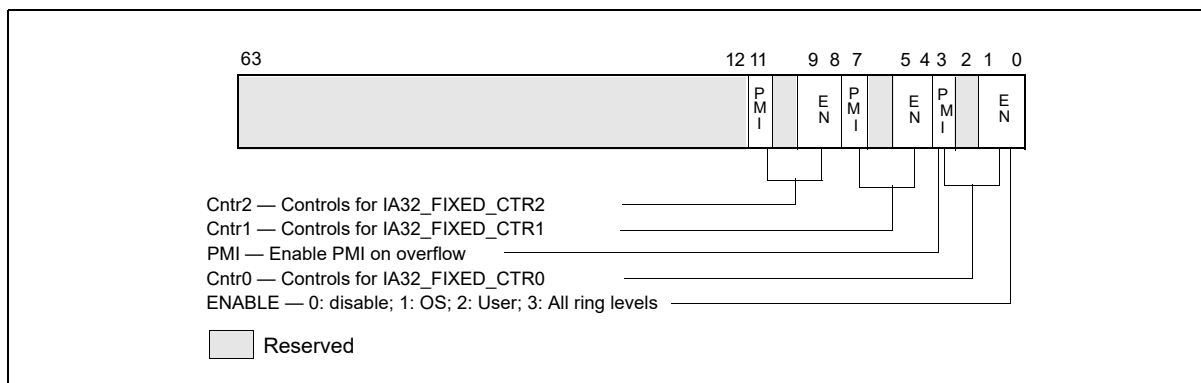 63 12 11 9 8 7 5 4 3 2 1 0
PMI EN PMI EN PMI EN
Cntr2 — Controls for IA32_FIXED_CTR2
Cntr1 — Controls for IA32_FIXED_CTR1
PMI — Enable PMI on overflow
Cntr0 — Controls for IA32_FIXED_CTR0
ENABLE — 0: disable; 1: OS; 2: User; 3: All ring levels
Reserved